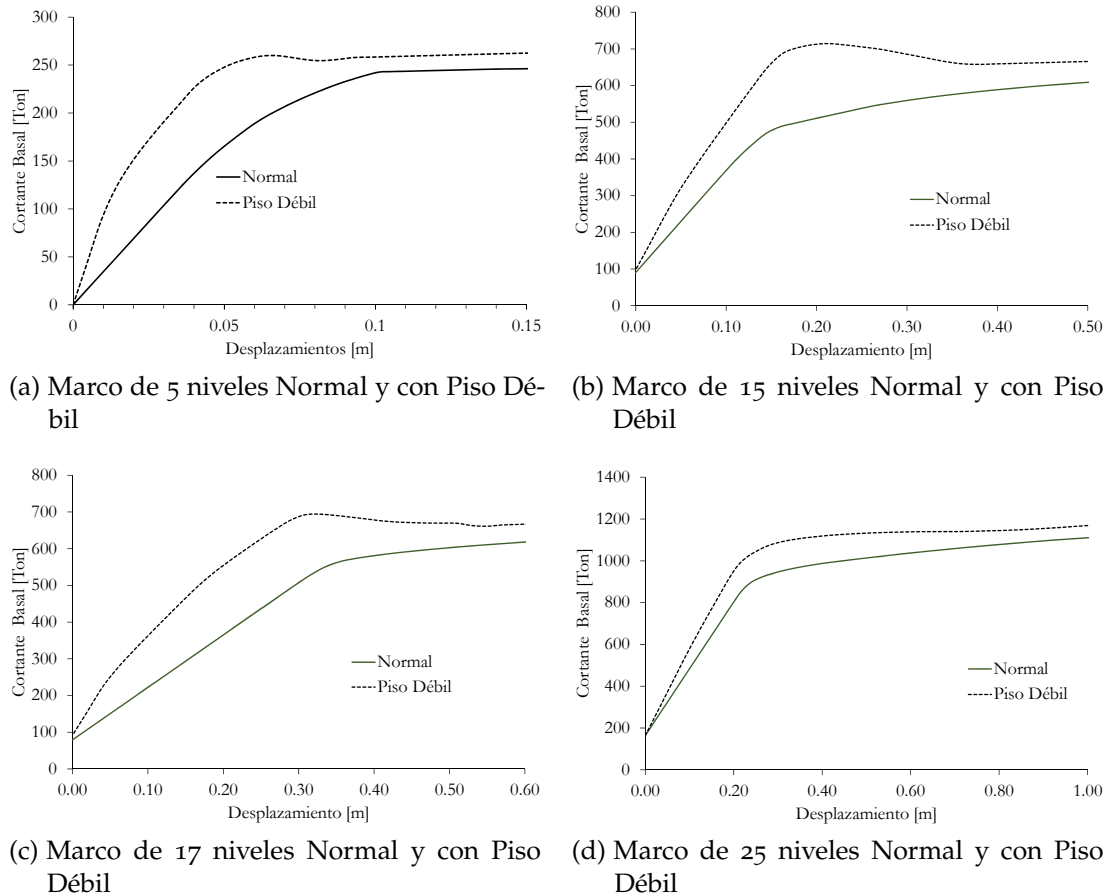 300
250
200
150
100
50
0
Cortante Basal [Ton]
Normal
Piso Débil
0
0.05
0.1
0.15
Desplazamientos [m]
(a) Marco de 5 niveles Normal y con Piso Dé-
bil
800
700
600
500
400
300
200
100
0
Cortante Basal [Ton]
Normal
Piso Débil
0.00
0.10
0.20
0.30
0.40
0.50
Desplazamiento [m]
(b) Marco de 15 niveles Normal y con Piso
Débil
800
700
600
500
400
300
200
100
0
Cortante Basal [Ton]
Normal
Piso Débil
0.00
0.10
0.20
0.30
0.40
0.50
0.60
Desplazamiento [m]
(c) Marco de 17 niveles Normal y con Piso
Débil
1400
1200
1000
800
600
400
200
0
Cortante Basal [Ton]
Normal
Piso Débil
0.00
0.20
0.40
0.60
0.80
1.00
Desplazamiento [m]
(d) Marco de 25 niveles Normal y con Piso
Débil